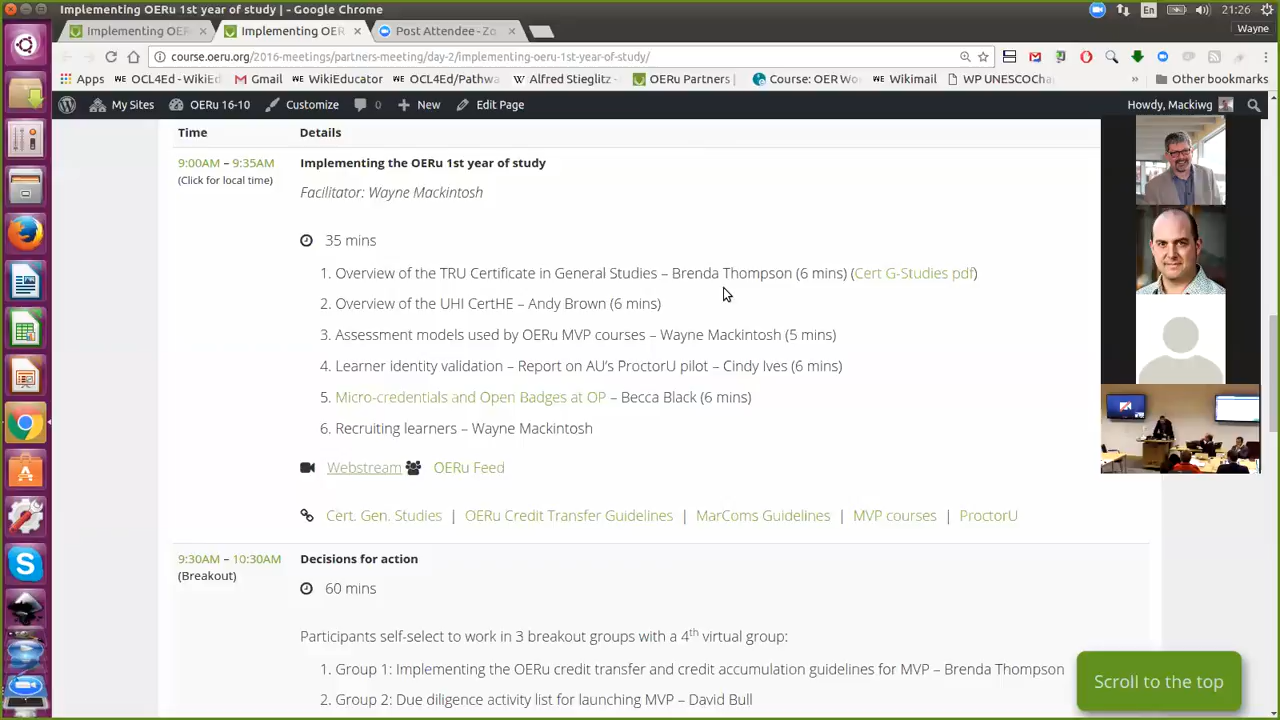 Implementing OERu 1st year of study | - Google Chrome
En
21:26
Implementing OER
Implementing OER
Post Attendee - Zo
Wayne
course.oeru.org/2016-meetings/partners-meeting/day-2/implementing-oeru-1st-year-of-study/
Apps
OCL4Ed - WikiEd
Gmail
WikiEducator
OCL4Ed/Pathwa
Alfred Stieglitz -
OERu Partners |
Course: OER Wo
Wikimail
WP UNESCOCha
»
Other bookmarks
My Sites
OERu 16-10
Customize
0
New
Edit Page
Howdy, Mackiwg
Time
Details
9:00AM – 9:35AM
Implementing the OERu 1st year of study
(Click for local time)
Facilitator: Wayne Mackintosh
35 mins
1. Overview of the TRU Certificate in General Studies – Brenda Thompson (6 mins) (Cert G-Studies pdf)
2. Overview of the UHI CertHE – Andy Brown (6 mins)
3. Assessment models used by OERu MVP courses – Wayne Mackintosh (5 mins)
4. Learner identity validation – Report on AU's ProctorU pilot – Cindy Ives (6 mins)
5. Micro-credentials and Open Badges at OP – Becca Black (6 mins)
6. Recruiting learners – Wayne Mackintosh
Webstream OERu Feed
Cert. Gen. Studies | OERu Credit Transfer Guidelines | MarComs Guidelines | MVP courses | ProctorU
9:30AM – 10:30AM
Decisions for action
(Breakout)
60 mins
Participants self-select to work in 3 breakout groups with a 4th virtual group:
1. Group 1: Implementing the OERu credit transfer and credit accumulation guidelines for MVP – Brenda Thompson
2. Group 2: Due diligence activity list for launching MVP – David Bull
Scroll to the top